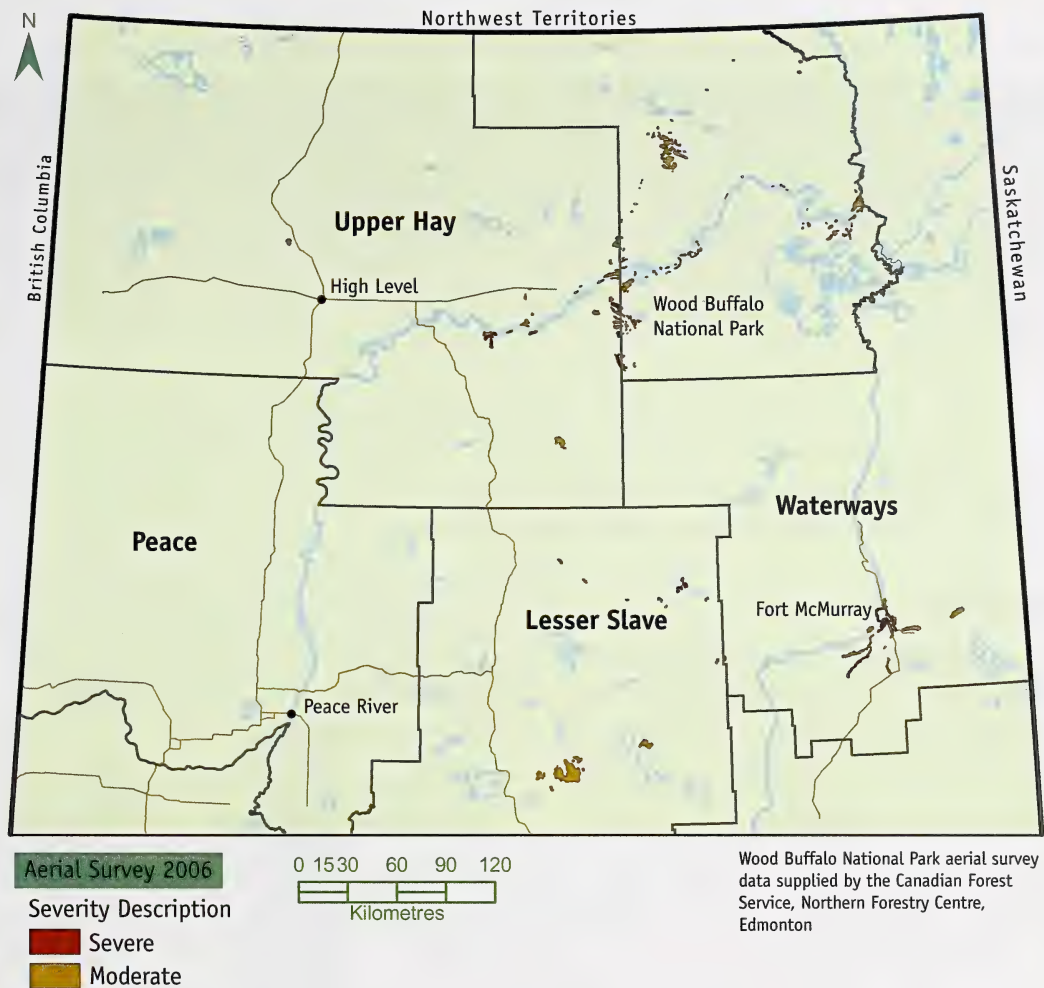 Northwest Territories
N
British Columbia
Saskatchewan
Upper Hay
High Level
Wood Buffalo
National Park
Waterways
Peace
Fort McMurray
Lesser Slave
Peace River
Aerial Survey 2006
Severity Description
Severe
Moderate
0 15 30 60 90 120
Kilometres
Wood Buffalo National Park aerial survey
data supplied by the Canadian Forest
Service, Northern Forestry Centre,
Edmonton